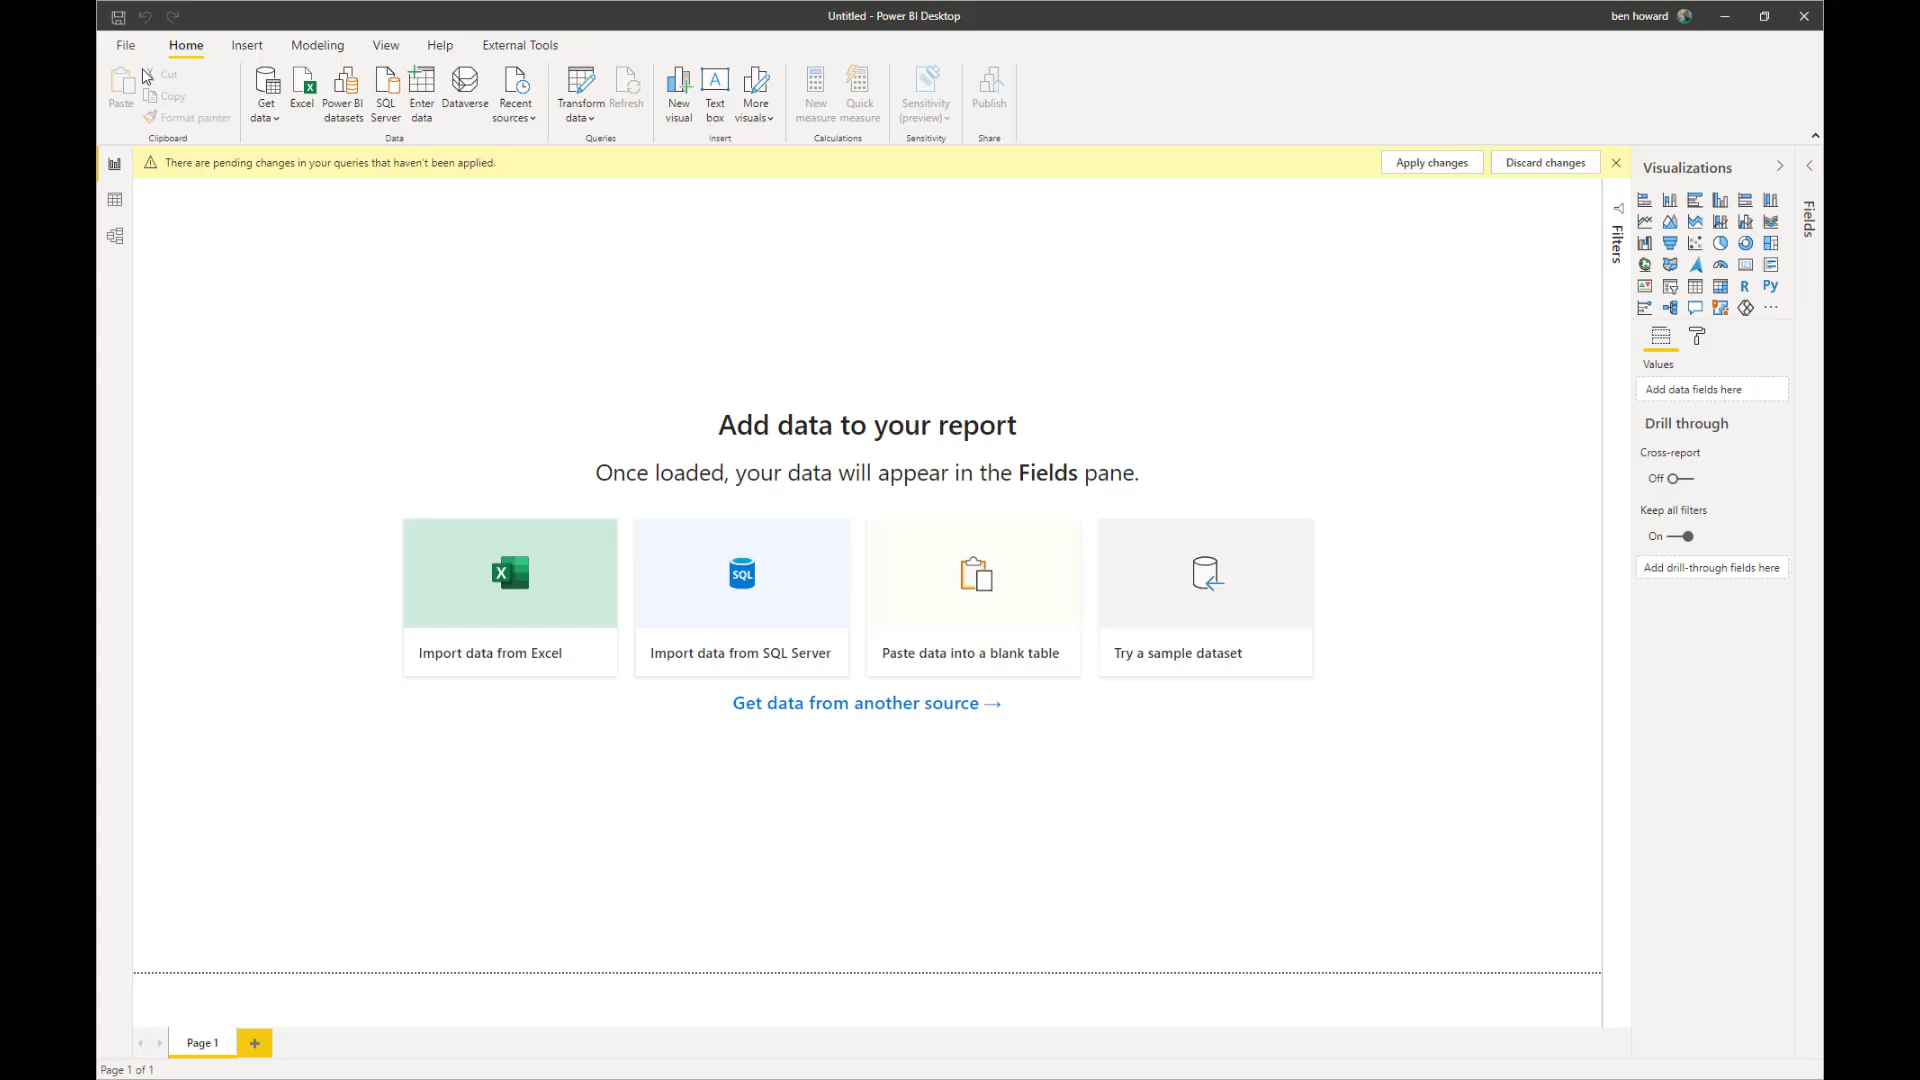 Untitled - Power BI Desktop
ben howard
File Home Insert Modeling View Help External Tools
Paste
Cut
Copy
Format painter
Clipboard
Get data
Excel
Power BI datasets
SQL Server
Enter data
Dataverse
Recent sources
Data
Transform data
Refresh
Queries
New visual
Text box
More visuals
Insert
New measure
Quick measure
Calculations
Sensitivity (preview)
Sensitivity
Publish
Share
There are pending changes in your queries that haven't been applied.
Apply changes
Discard changes
Filters
Visualizations
Fields
R
Py
Values
Add data fields here
Drill through
Cross-report
Off
Keep all filters
On
Add drill-through fields here
Add data to your report
Once loaded, your data will appear in the Fields pane.
X
SQL
Import data from Excel
Import data from SQL Server
Paste data into a blank table
Try a sample dataset
Get data from another source →
Page 1
+
Page 1 of 1